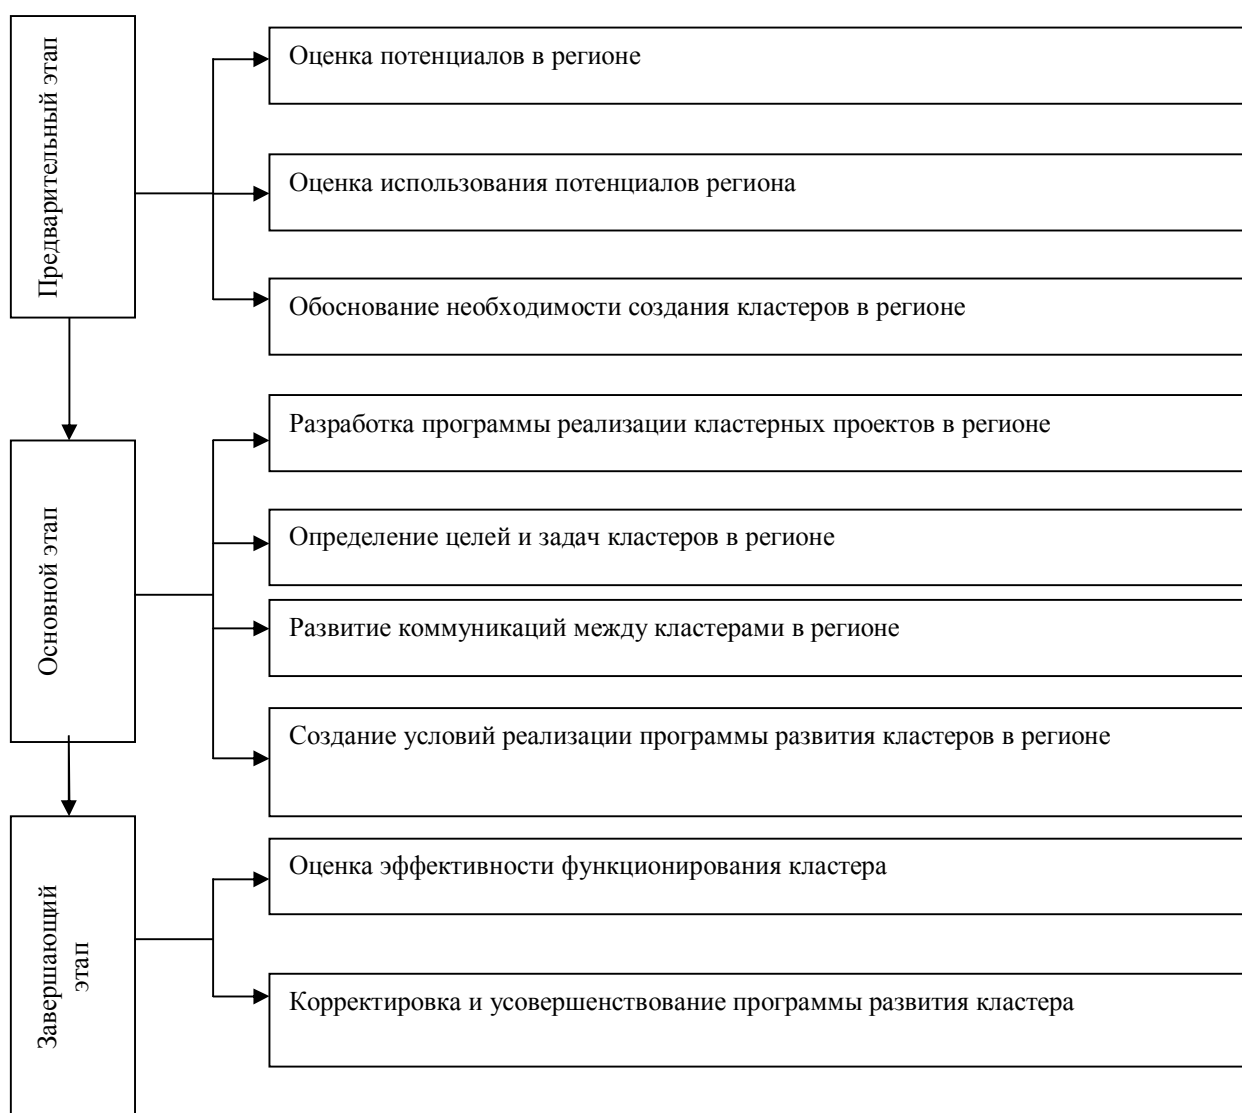 Предварительный этап
Оценка потенциалов в регионе
Оценка использования потенциалов региона
Обоснование необходимости создания кластеров в регионе
Основной этап
Разработка программы реализации кластерных проектов в регионе
Определение целей и задач кластеров в регионе
Развитие коммуникаций между кластерами в регионе
Создание условий реализации программы развития кластеров в регионе
Завершающий
этап
Оценка эффективности функционирования кластера
Корректировка и усовершенствование программы развития кластера